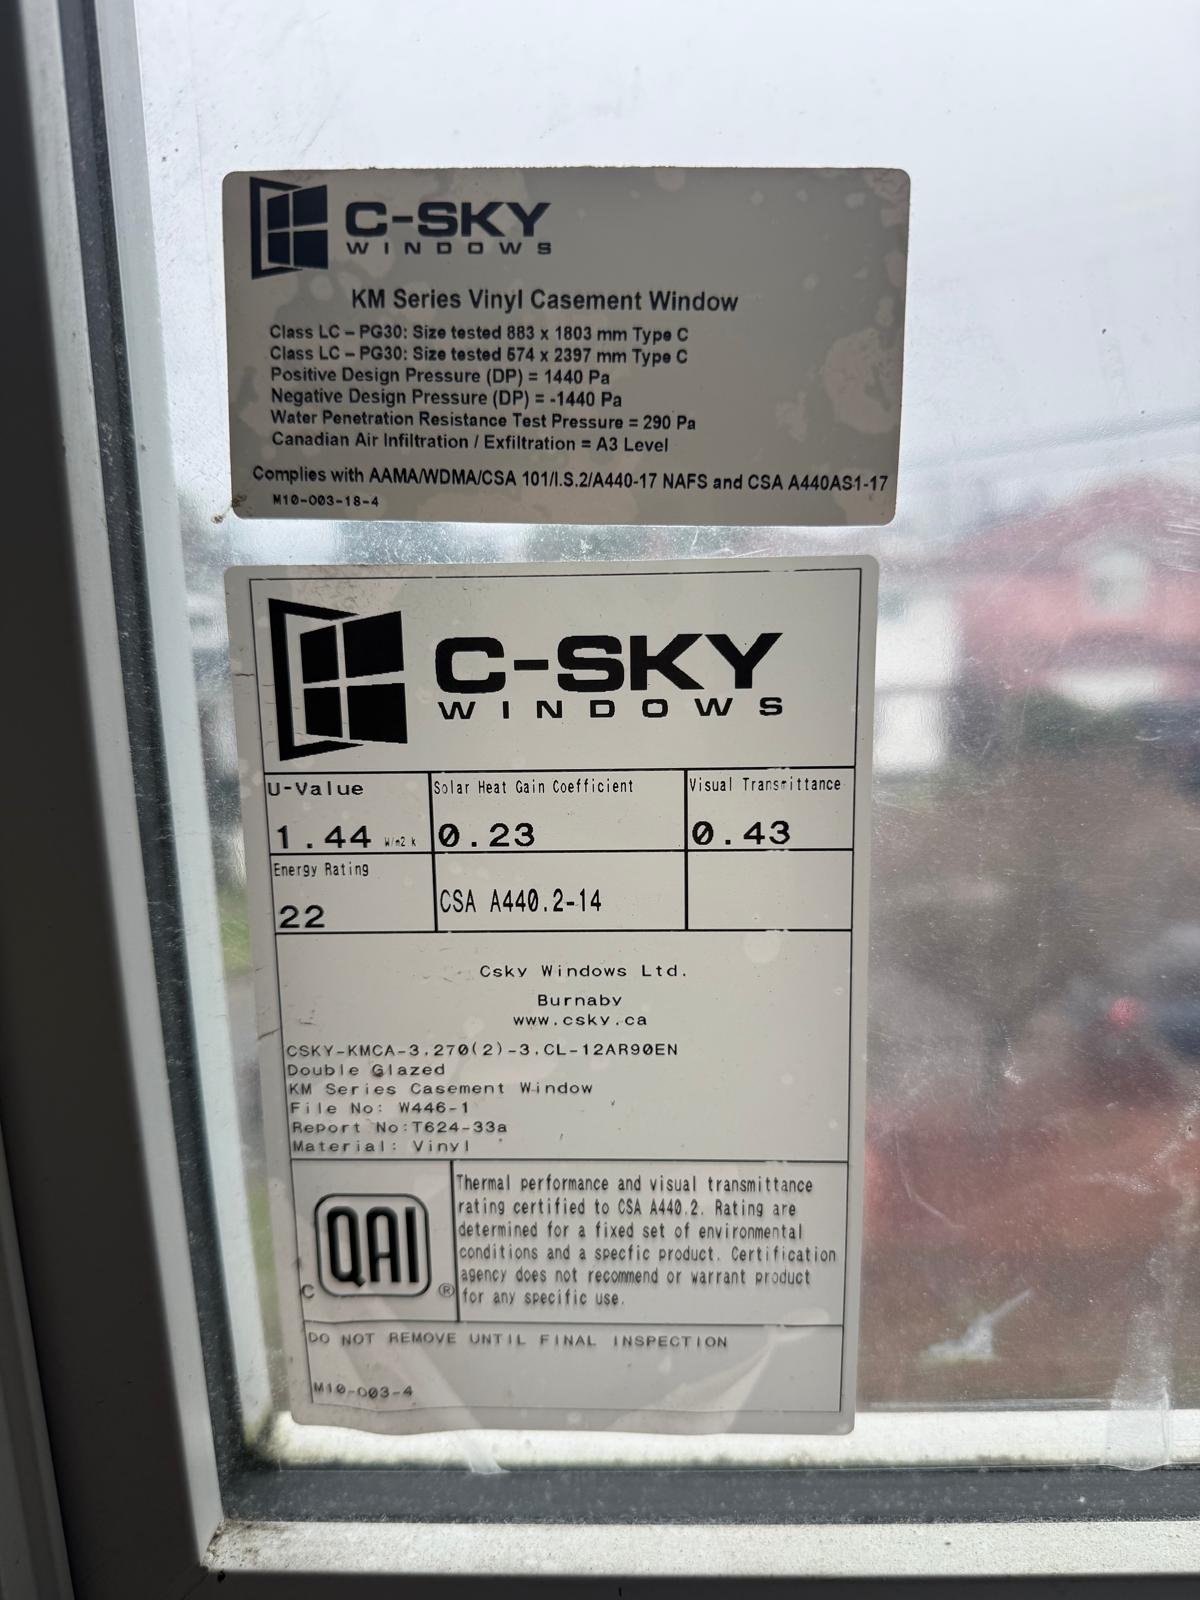 C-SKY
WINDOWS
KM Series Vinyl Casement Window
Class LC – PG30: Size tested 883 x 1803 mm Type C
Class LC – PG30: Size tested 574 x 2397 mm Type C
Positive Design Pressure (DP) = 1440 Pa
Negative Design Pressure (DP) = -1440 Pa
Water Penetration Resistance Test Pressure = 290 Pa
Canadian Air Infiltration / Exfiltration = A3 Level
Complies with AAMA/WDMA/CSA 101/I.S.2/A440-17 NAFS and CSA A440AS1-17
M10-003-18-4
C-SKY
WINDOWS
U-Value Solar Heat Gain Coefficient Visual Transmittance
1.44 W/m2 k 0.23 0.43
Energy Rating
22 CSA A440.2-14
Csky Windows Ltd.
Burnaby
www.csky.ca
CSKY-KMCA-3.270(2)-3.CL-12AR90EN
Double Glazed
KM Series Casement Window
File No: W446-1
Report No:T624-33a
Material: Vinyl
Thermal performance and visual transmittance
rating certified to CSA A440.2. Rating are
determined for a fixed set of environmental
conditions and a specfic product. Certification
agency does not recommend or warrant product
for any specific use.
C QAI ®
DO NOT REMOVE UNTIL FINAL INSPECTION
M10-003-4